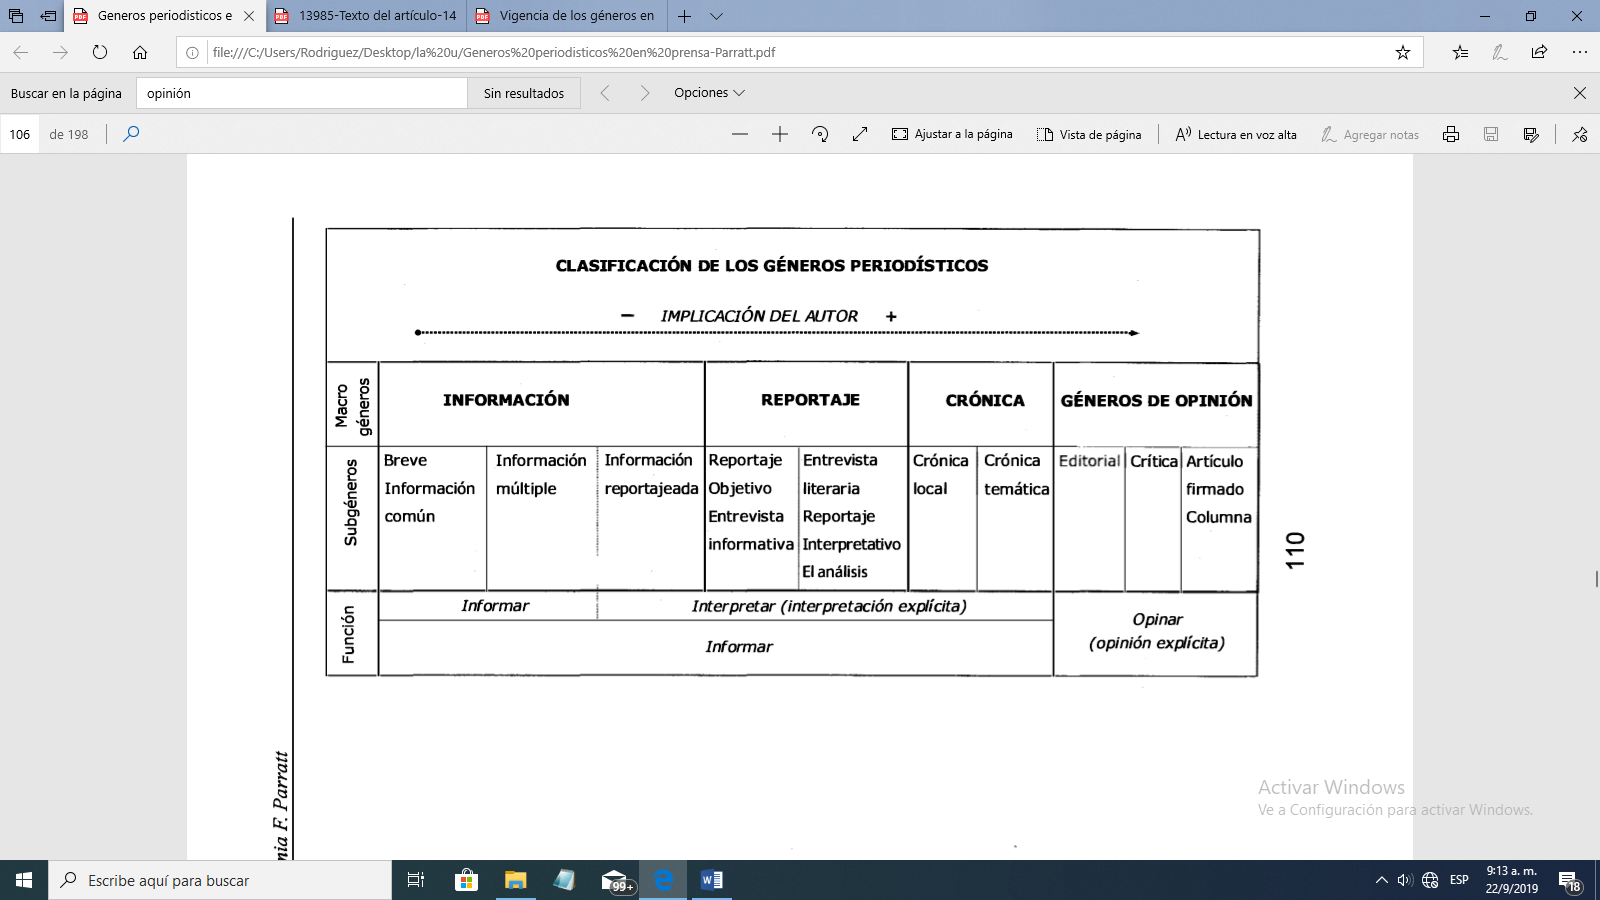 Generos periodisticos e
13985-Texto del artículo-14
Vigencia de los géneros en
file:///C:/Users/Rodriguez/Desktop/la%20u/Generos%20periodisticos%20en%20prensa-Parratt.pdf
Buscar en la página
opinión
Sin resultados
Opciones
106
de 198
Ajustar a la página
Vista de página
Lectura en voz alta
Agregar notas
CLASIFICACIÓN DE LOS GÉNEROS PERIODÍSTICOS
– IMPLICACIÓN DEL AUTOR +
Macro
géneros
INFORMACIÓN
REPORTAJE
CRÓNICA
GÉNEROS DE OPINIÓN
Subgéneros
Breve
Información
común
Información
múltiple
Información
reportajeada
Reportaje
Objetivo
Entrevista
informativa
Entrevista
literaria
Reportaje
Interpretativo
El análisis
Crónica
local
Crónica
temática
Editorial
Crítica
Artículo
firmado
Columna
Función
Informar
Interpretar (interpretación explícita)
Informar
Opinar
(opinión explícita)
110
nia F. Parratt
Activar Windows
Ve a Configuración para activar Windows.
Escribe aquí para buscar
99+
ESP
9:13 a. m.
22/9/2019
18